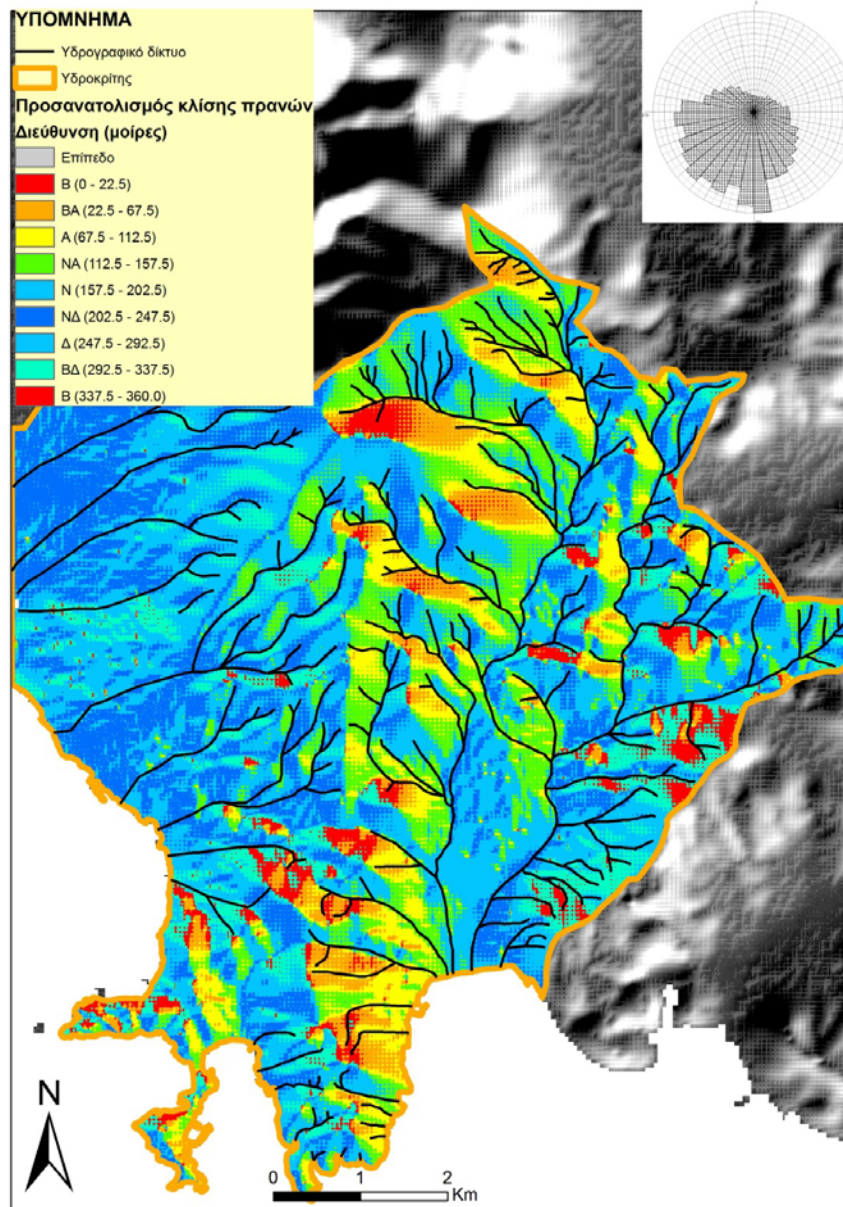 ΥΠΟΜΝΗΜΑ
Υδρογραφικό δίκτυο
Υδροκρίτης
Προσανατολισμός κλίσης πρανών
Διεύθυνση (μοίρες)
Επίπεδο
Β (0 - 22.5)
ΒΑ (22.5 - 67.5)
Α (67.5 - 112.5)
ΝΑ (112.5 - 157.5)
Ν (157.5 - 202.5)
ΝΔ (202.5 - 247.5)
Δ (247.5 - 292.5)
ΒΔ (292.5 - 337.5)
Β (337.5 - 360.0)
N
0 1 2
Km